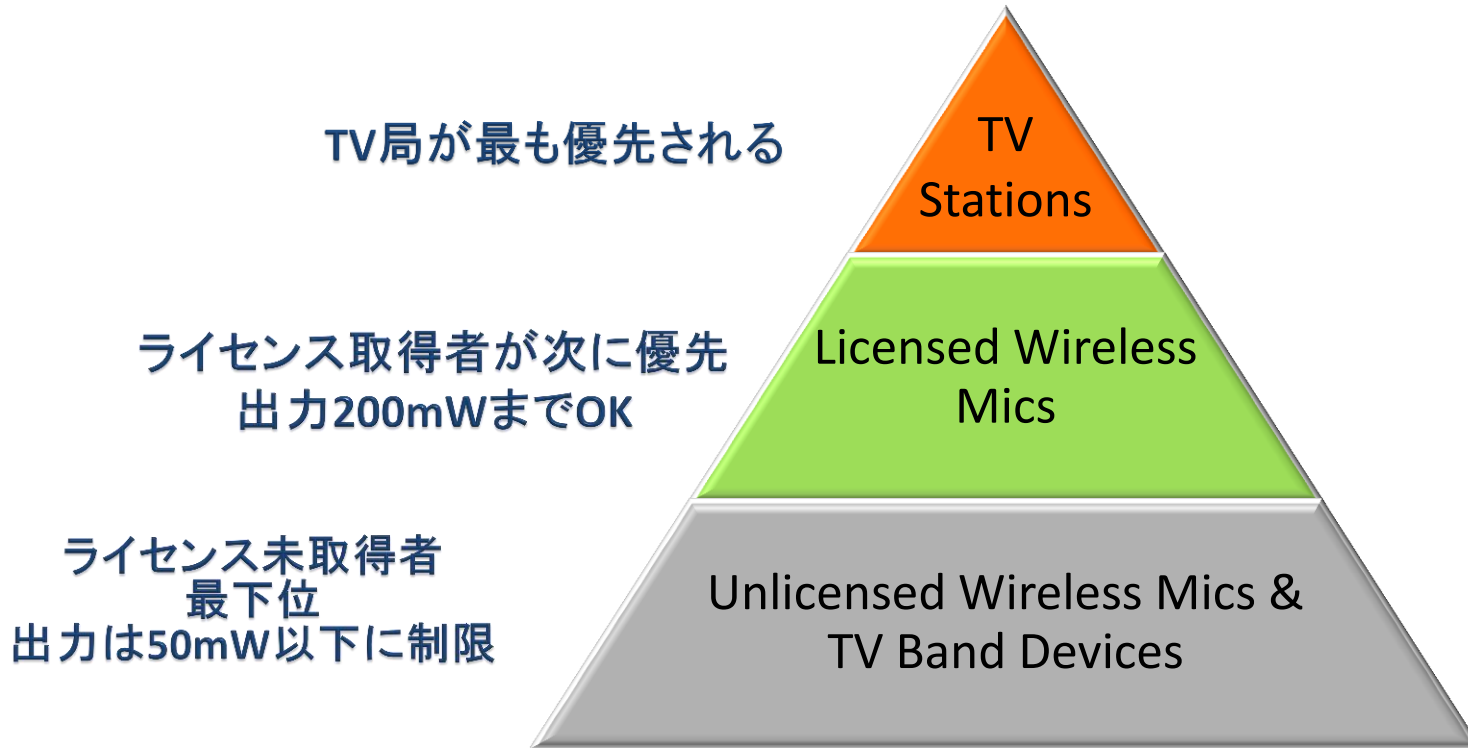 TV局が最も優先される
TV
Stations
ライセンス取得者が次に優先
出力200mWまでOK
Licensed Wireless
Mics
ライセンス未取得者
最下位
出力は50mW以下に制限
Unlicensed Wireless Mics &
TV Band Devices